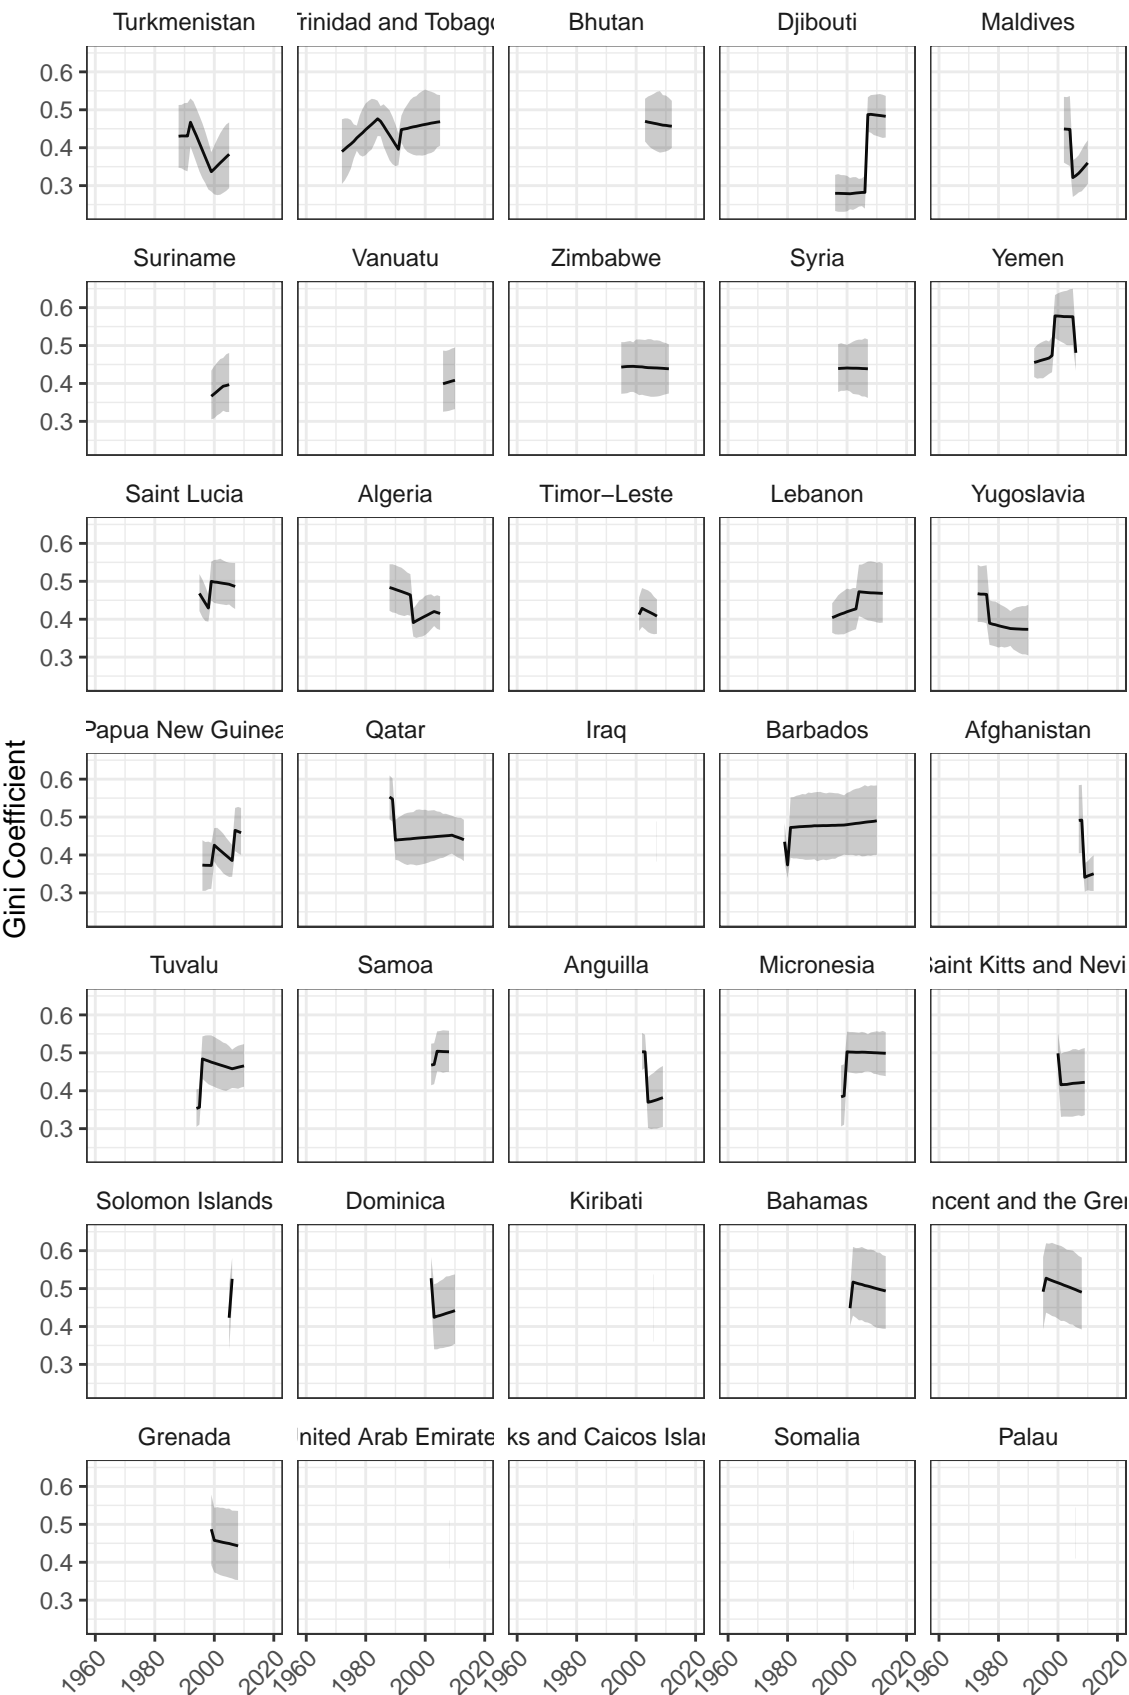 Turkmenistan
Trinidad and Tobago
Bhutan
Djibouti
Maldives
0.6
0.5
0.4
0.3
Suriname
Vanuatu
Zimbabwe
Syria
Yemen
0.6
0.5
0.4
0.3
Saint Lucia
Algeria
Timor−Leste
Lebanon
Yugoslavia
0.6
0.5
0.4
0.3
Papua New Guinea
Qatar
Iraq
Barbados
Afghanistan
0.6
0.5
0.4
0.3
Gini Coefficient
Tuvalu
Samoa
Anguilla
Micronesia
Saint Kitts and Nevi
0.6
0.5
0.4
0.3
Solomon Islands
Dominica
Kiribati
Bahamas
ncent and the Grer
0.6
0.5
0.4
0.3
Grenada
nited Arab Emirate
ks and Caicos Islar
Somalia
Palau
0.6
0.5
0.4
0.3
1960 1980 2000 2020
1960 1980 2000 2020
1960 1980 2000 2020
1960 1980 2000 2020
1960 1980 2000 2020